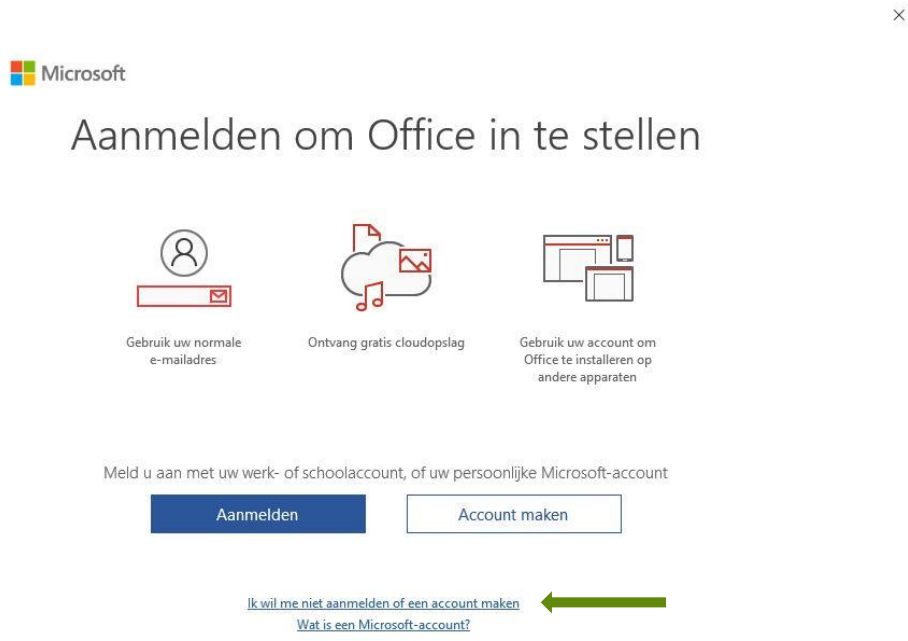 Microsoft
Aanmelden om Office in te stellen
Gebruik uw normale
e-mailadres
Ontvang gratis cloudopslag
Gebruik uw account om
Office te installeren op
andere apparaten
Meld u aan met uw werk- of schoolaccount, of uw persoonlijke Microsoft-account
Aanmelden
Account maken
Ik wil me niet aanmelden of een account maken
Wat is een Microsoft-account?